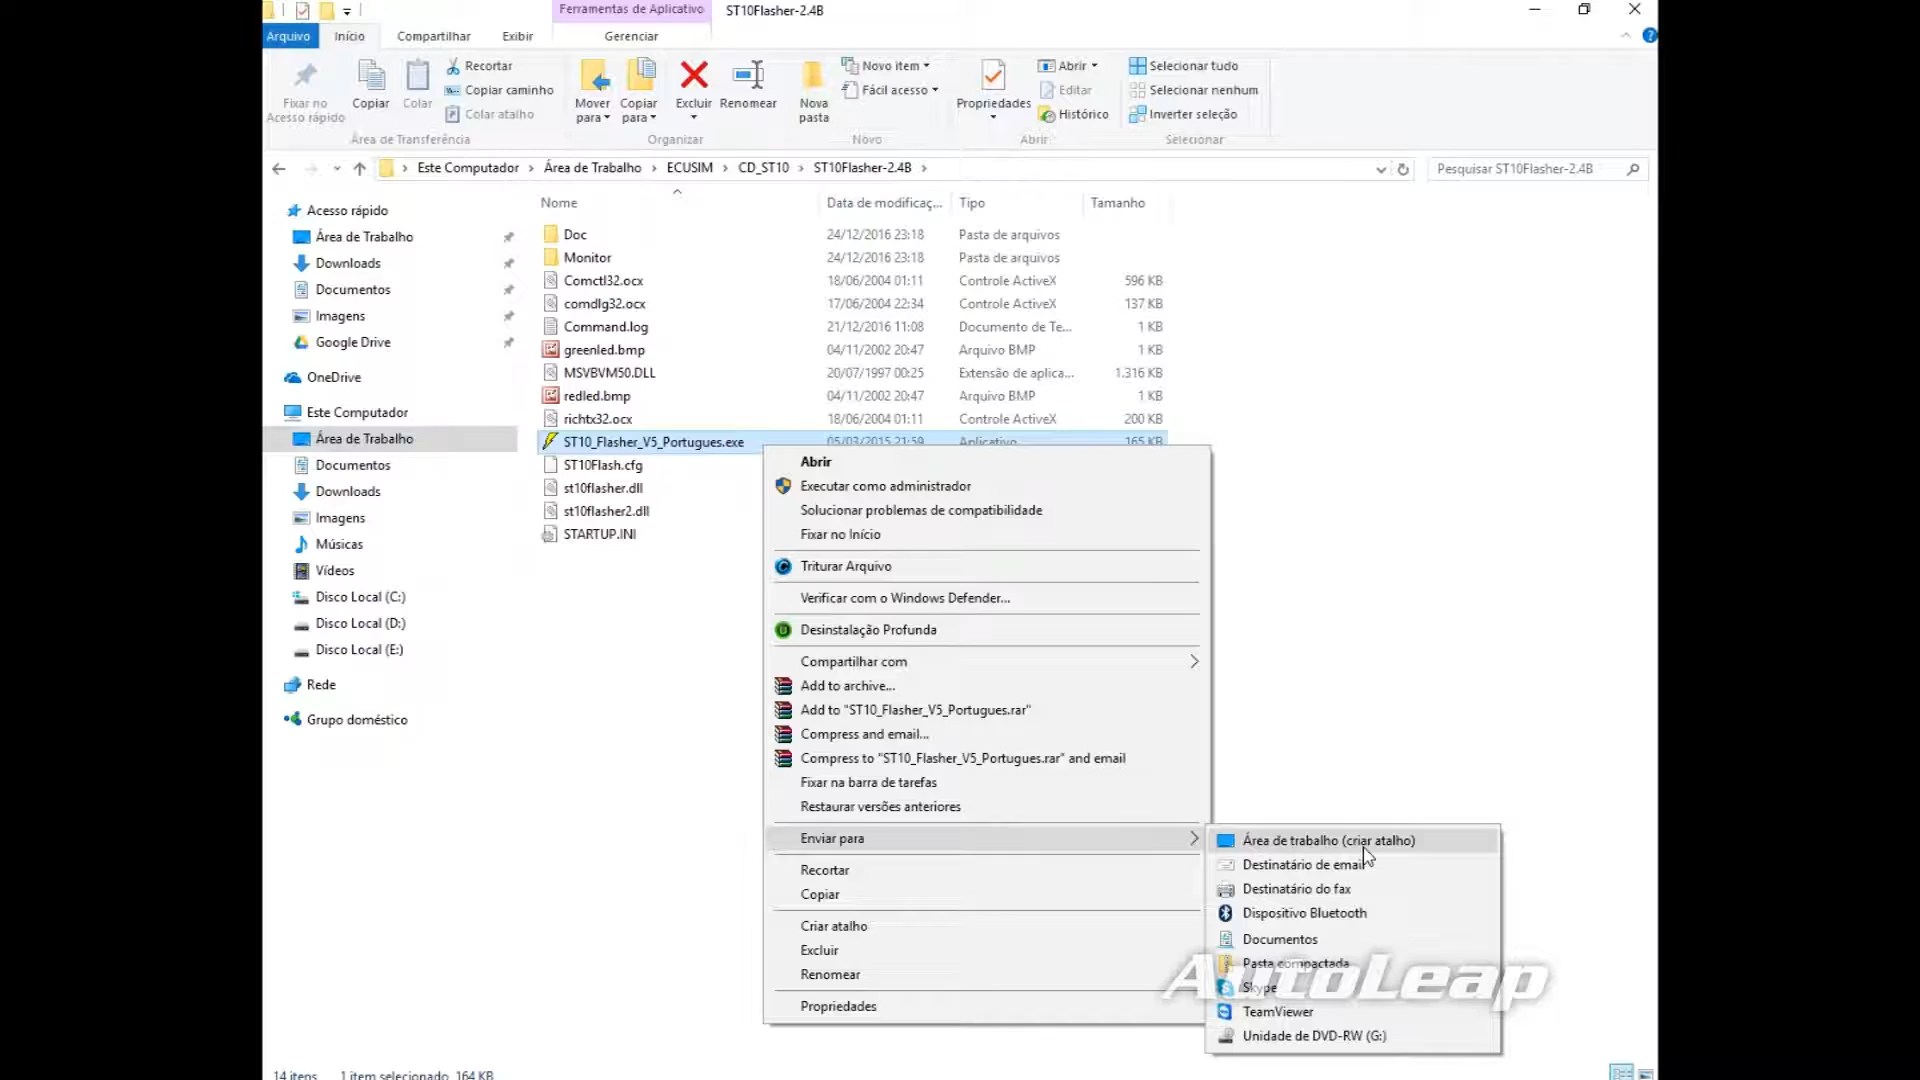 Ferramentas de Aplicativo
ST10Flasher-2.4B
Arquivo
Início
Compartilhar
Exibir
Gerenciar
Fixar no
Acesso rápido
Copiar
Colar
Recortar
Copiar caminho
Colar atalho
Área de Transferência
Mover
para
Copiar
para
Excluir
Renomear
Organizar
Nova
pasta
Novo item
Fácil acesso
Novo
Propriedades
Abrir
Editar
Histórico
Abrir
Selecionar tudo
Selecionar nenhum
Inverter seleção
Selecionar
Este Computador > Área de Trabalho > ECUSIM > CD_ST10 > ST10Flasher-2.4B >
Pesquisar ST10Flasher-2.4B
Acesso rápido
Área de Trabalho
Downloads
Documentos
Imagens
Google Drive
OneDrive
Este Computador
Área de Trabalho
Documentos
Downloads
Imagens
Músicas
Vídeos
Disco Local (C:)
Disco Local (D:)
Disco Local (E:)
Rede
Grupo doméstico
Nome Data de modificaç... Tipo Tamanho
Doc 24/12/2016 23:18 Pasta de arquivos
Monitor 24/12/2016 23:18 Pasta de arquivos
Comctl32.ocx 18/06/2004 01:11 Controle ActiveX 596 KB
comdlg32.ocx 17/06/2004 22:34 Controle ActiveX 137 KB
Command.log 21/12/2016 11:08 Documento de Te... 1 KB
greenled.bmp 04/11/2002 20:47 Arquivo BMP 1 KB
MSVBVM50.DLL 20/07/1997 00:25 Extensão de aplica... 1.316 KB
redled.bmp 04/11/2002 20:47 Arquivo BMP 1 KB
richtx32.ocx 18/06/2004 01:11 Controle ActiveX 200 KB
ST10_Flasher_V5_Portugues.exe 05/03/2015 21:59 Aplicativo 165 KB
ST10Flash.cfg
st10flasher.dll
st10flasher2.dll
STARTUP.INI
Abrir
Executar como administrador
Solucionar problemas de compatibilidade
Fixar no Início
Triturar Arquivo
Verificar com o Windows Defender...
Desinstalação Profunda
Compartilhar com
Add to archive...
Add to "ST10_Flasher_V5_Portugues.rar"
Compress and email...
Compress to "ST10_Flasher_V5_Portugues.rar" and email
Fixar na barra de tarefas
Restaurar versões anteriores
Enviar para
Recortar
Copiar
Criar atalho
Excluir
Renomear
Propriedades
Área de trabalho (criar atalho)
Destinatário de email
Destinatário do fax
Dispositivo Bluetooth
Documentos
Pasta compactada
Skype
TeamViewer
Unidade de DVD-RW (G:)
AutoLeap
14 itens 1 item selecionado 164 KB